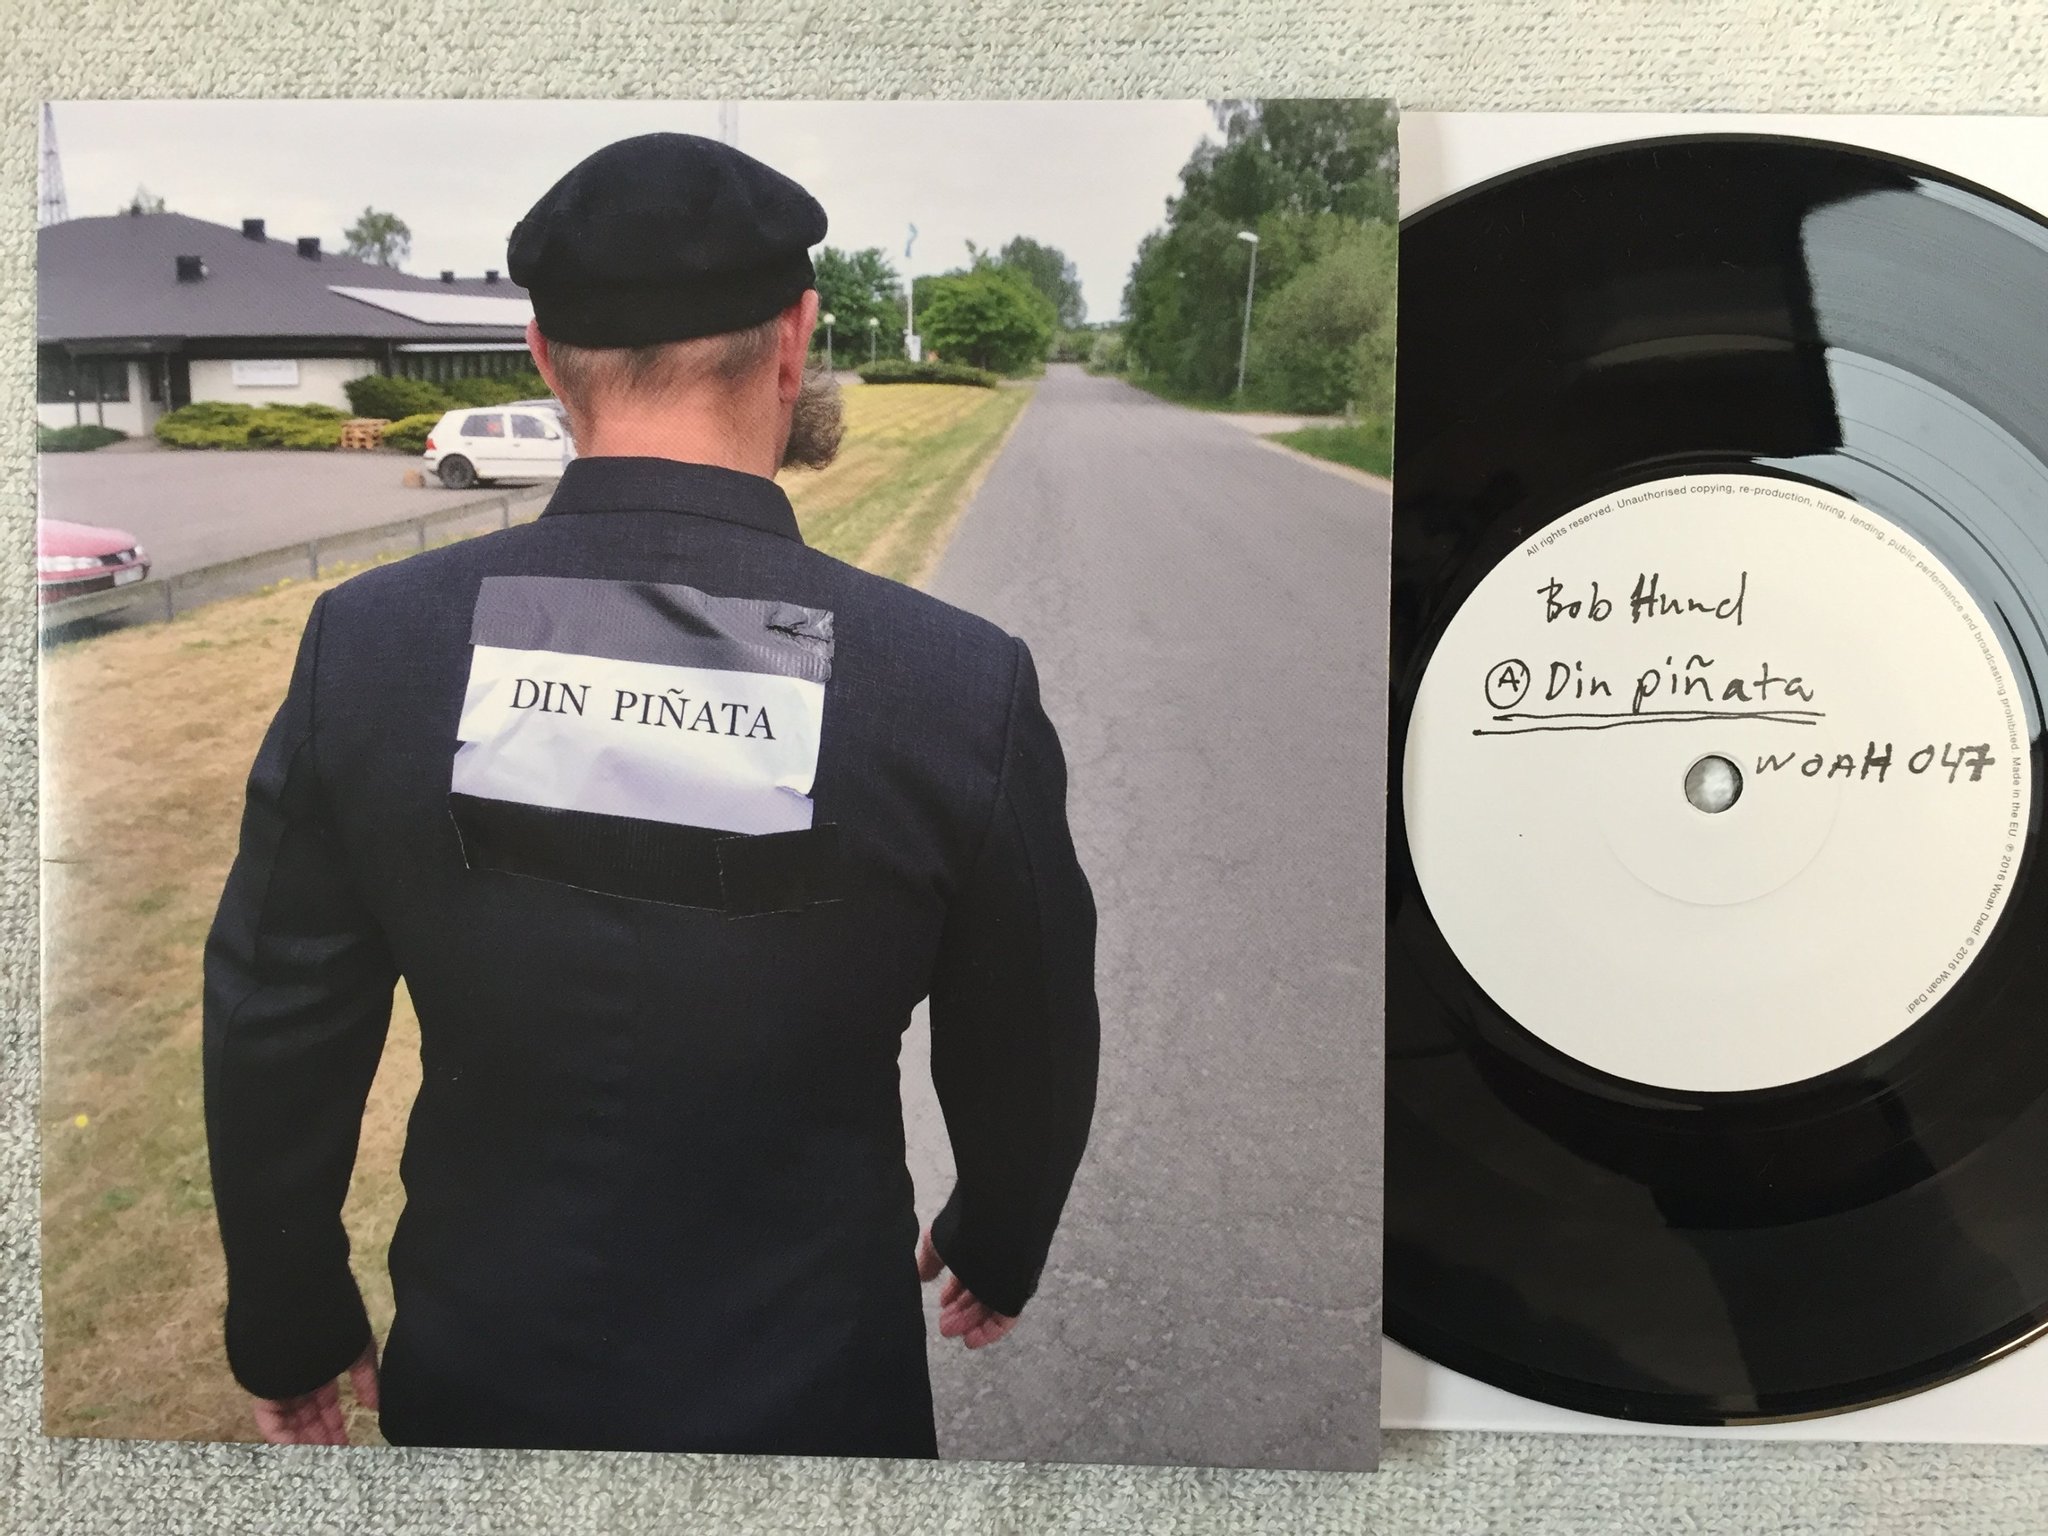 DIN PIÑATA
All rights reserved. Unauthorised copying, re-production, hiring, lending, public performance and broadcasting prohibited. Made in the EU. ℗ 2016 Woah Dad! © 2016 Woah Dad!
Bob Hund
Ⓐ Din piñata
WOAH 047